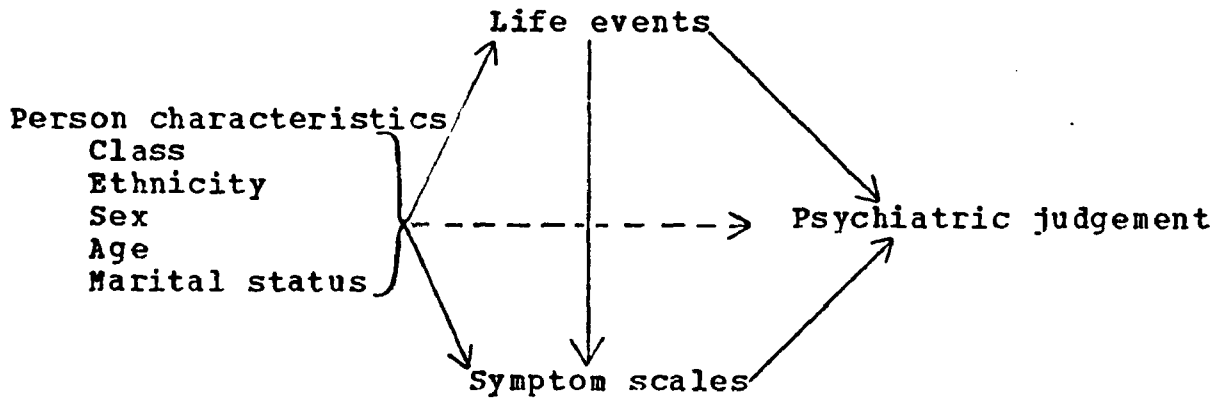 Life events
Person characteristics
Class
Ethnicity
Sex
Age
Marital status
Psychiatric judgement
Symptom scales